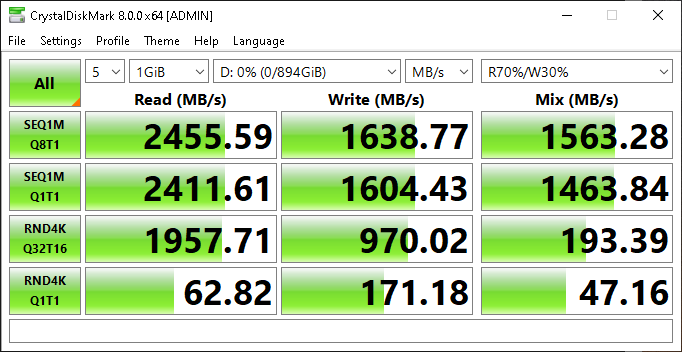 CrystalDiskMark 8.0.0 x64 [ADMIN]
File Settings Profile Theme Help Language
All 5 1GiB D: 0% (0/894GiB) MB/s R70%/W30%
Read (MB/s) Write (MB/s) Mix (MB/s)
SEQ1M
Q8T1
2455.59 1638.77 1563.28
SEQ1M
Q1T1
2411.61 1604.43 1463.84
RND4K
Q32T16
1957.71 970.02 193.39
RND4K
Q1T1
62.82 171.18 47.16